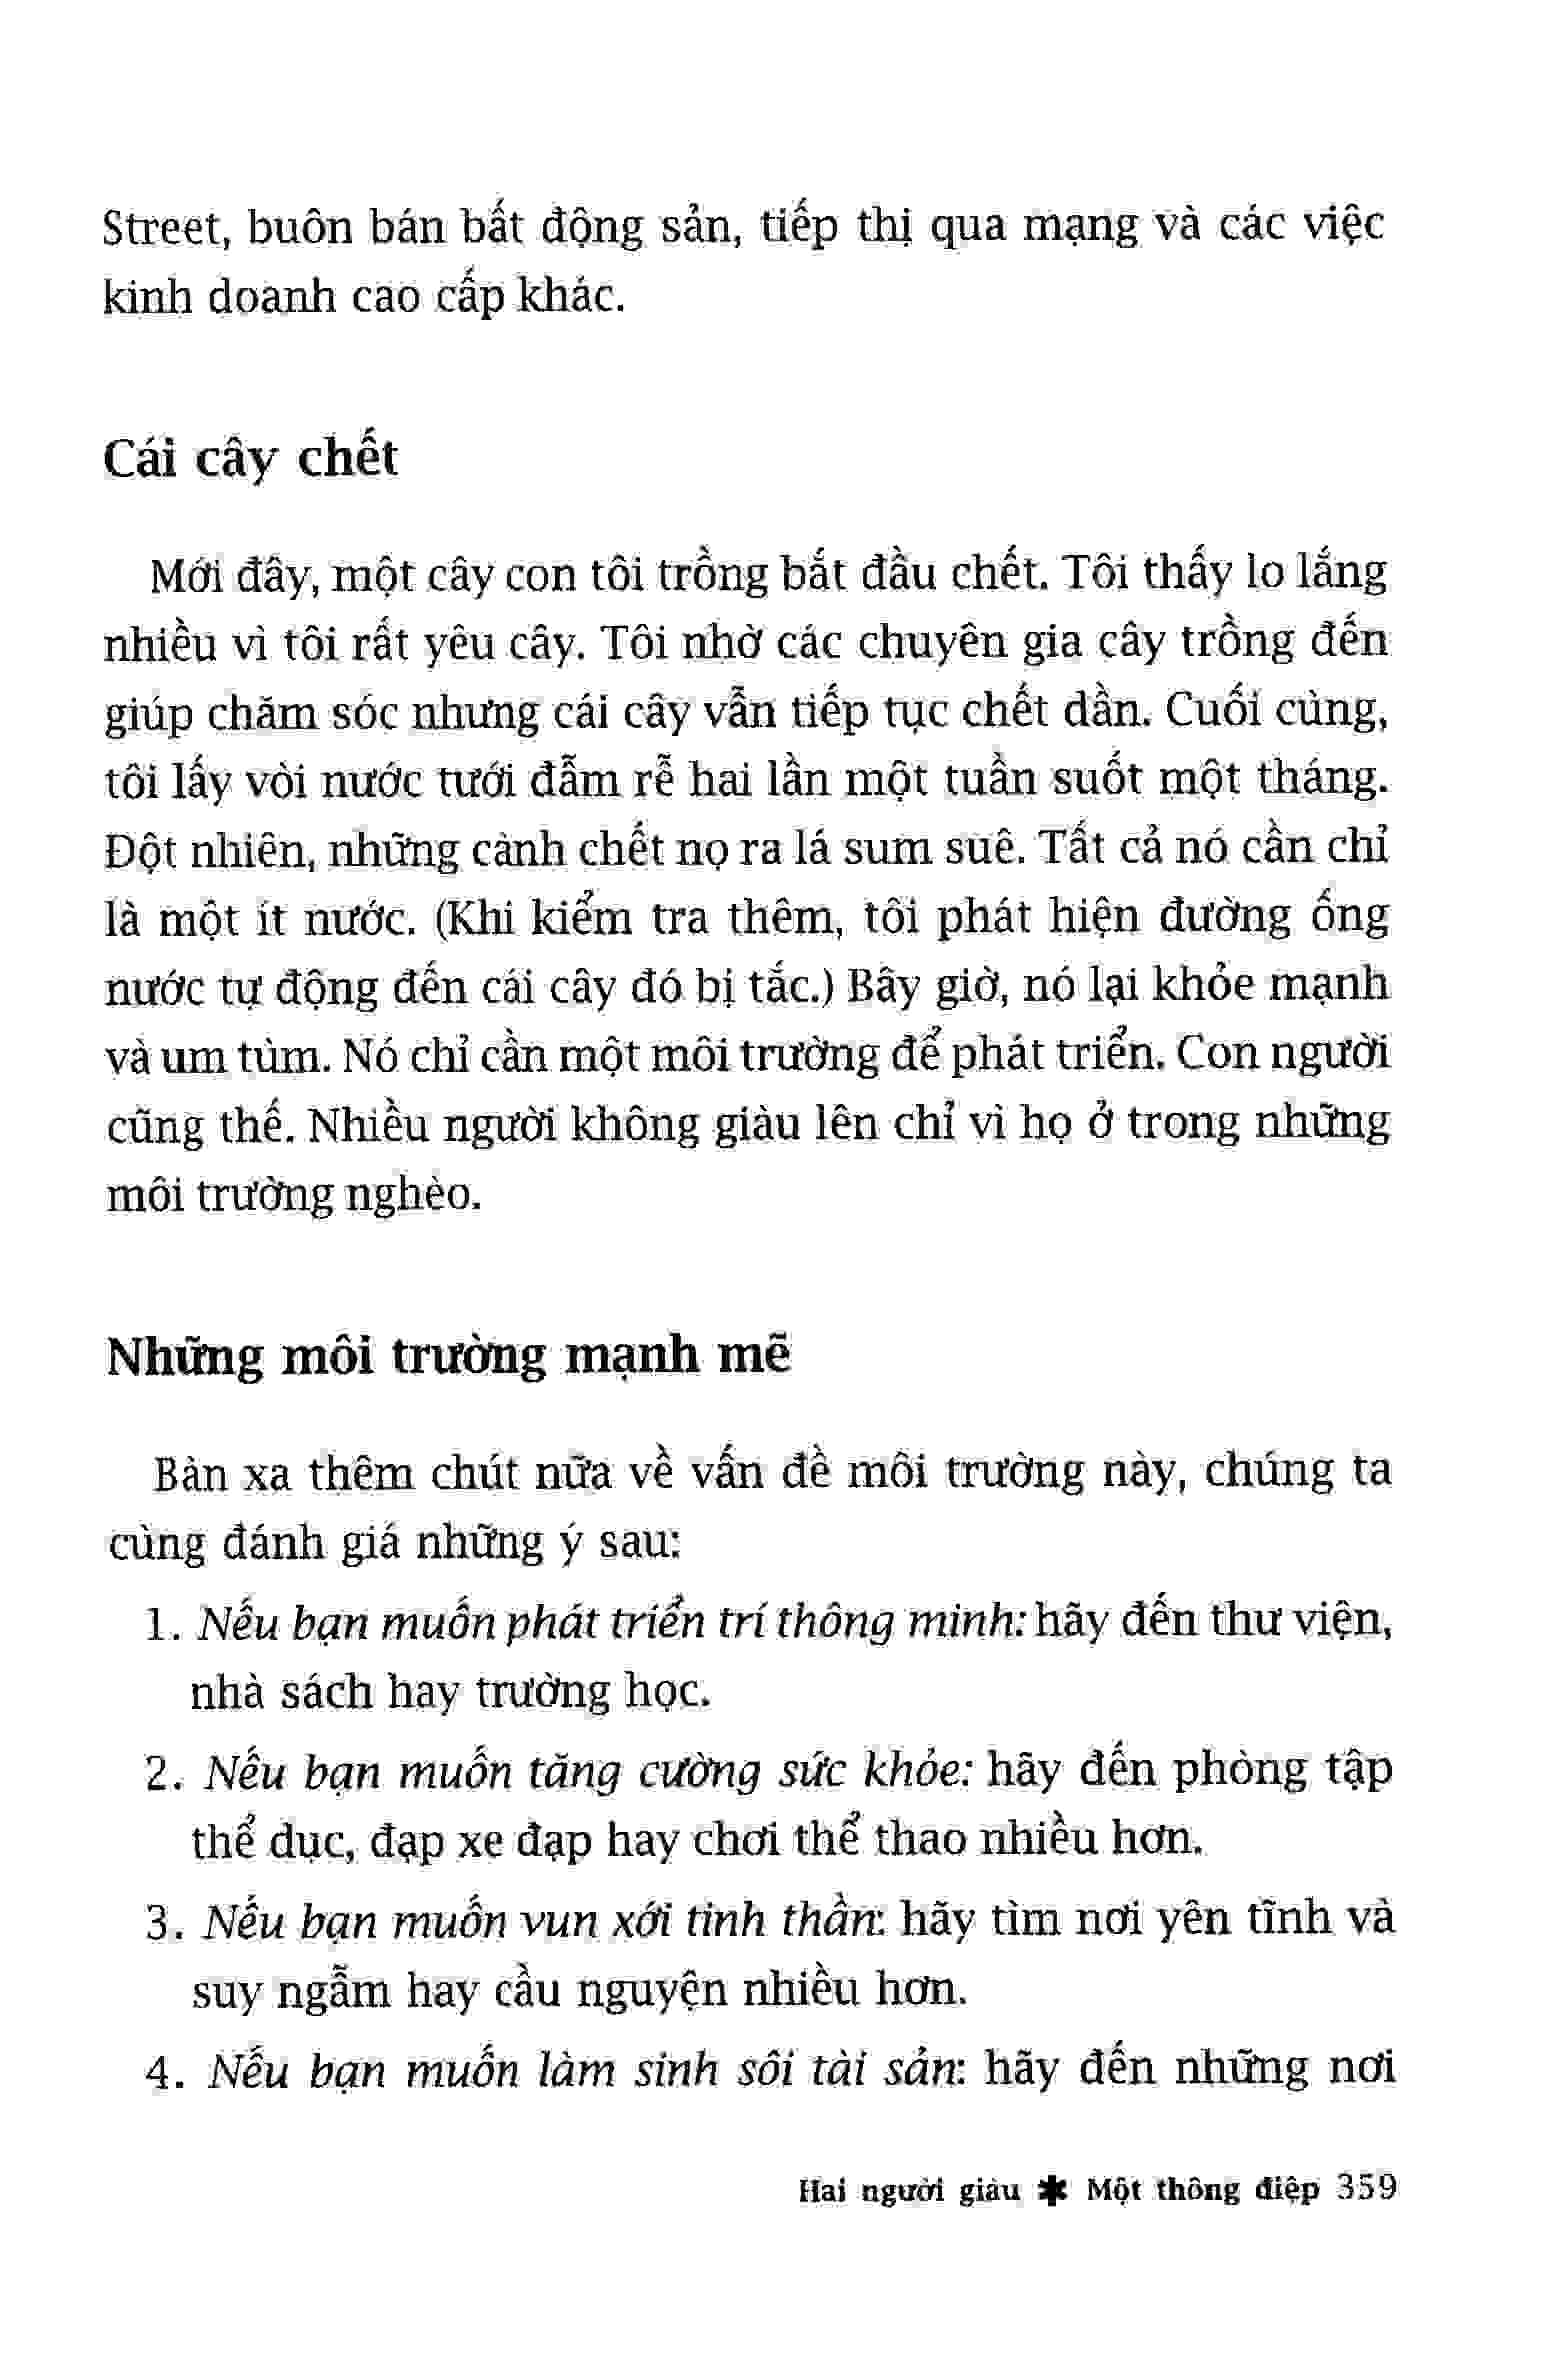 Street, buôn bán bất động sản, tiếp thị qua mạng và các việc
kinh doanh cao cấp khác.
Cái cây chết
Mới đây, một cây con tôi trồng bắt đầu chết. Tôi thấy lo lắng
nhiều vì tôi rất yêu cây. Tôi nhờ các chuyên gia cây trồng đến
giúp chăm sóc nhưng cái cây vẫn tiếp tục chết dần. Cuối cùng,
tôi lấy vòi nước tưới đẫm rễ hai lần một tuần suốt một tháng.
Đột nhiên, những cành chết nọ ra lá sum suê. Tất cả nó cần chỉ
là một ít nước. (Khi kiểm tra thêm, tôi phát hiện đường ống
nước tự động đến cái cây đó bị tắc.) Bây giờ, nó lại khỏe mạnh
và um tùm. Nó chỉ cần một môi trường để phát triển. Con người
cũng thế. Nhiều người không giàu lên chỉ vì họ ở trong những
môi trường nghèo.
Những môi trường mạnh mẽ
Bàn xa thêm chút nữa về vấn đề môi trường này, chúng ta
cùng đánh giá những ý sau:
1. Nếu bạn muốn phát triển trí thông minh: hãy đến thư viện,
nhà sách hay trường học.
2. Nếu bạn muốn tăng cường sức khỏe: hãy đến phòng tập
thể dục, đạp xe đạp hay chơi thể thao nhiều hơn.
3. Nếu bạn muốn vun xới tinh thần: hãy tìm nơi yên tĩnh và
suy ngẫm hay cầu nguyện nhiều hơn.
4. Nếu bạn muốn làm sinh sôi tài sản: hãy đến những nơi
Hai người giàu ✱ Một thông điệp 359